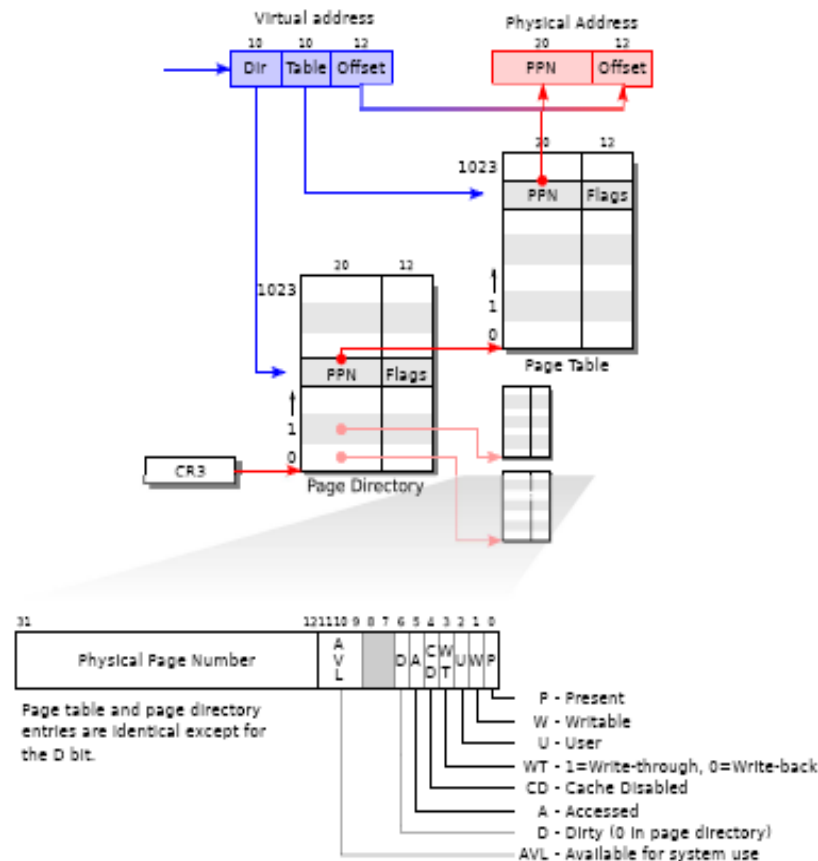 Virtual address
Physical Address
10 10 12
20 12
Dir Table Offset
PPN Offset
20 12
1023
PPN Flags
20 12
1023
1
0
Page Table
PPN Flags
1
0
CR3
Page Directory
31 12 11 10 9 8 7 6 5 4 3 2 1 0
Physical Page Number
AVL
D A CD WT U W P
Page table and page directory
entries are identical except for
the D bit.
P - Present
W - Writable
U - User
WT - 1=Write-through, 0=Write-back
CD - Cache Disabled
A - Accessed
D - Dirty (0 in page directory)
AVL - Available for system use